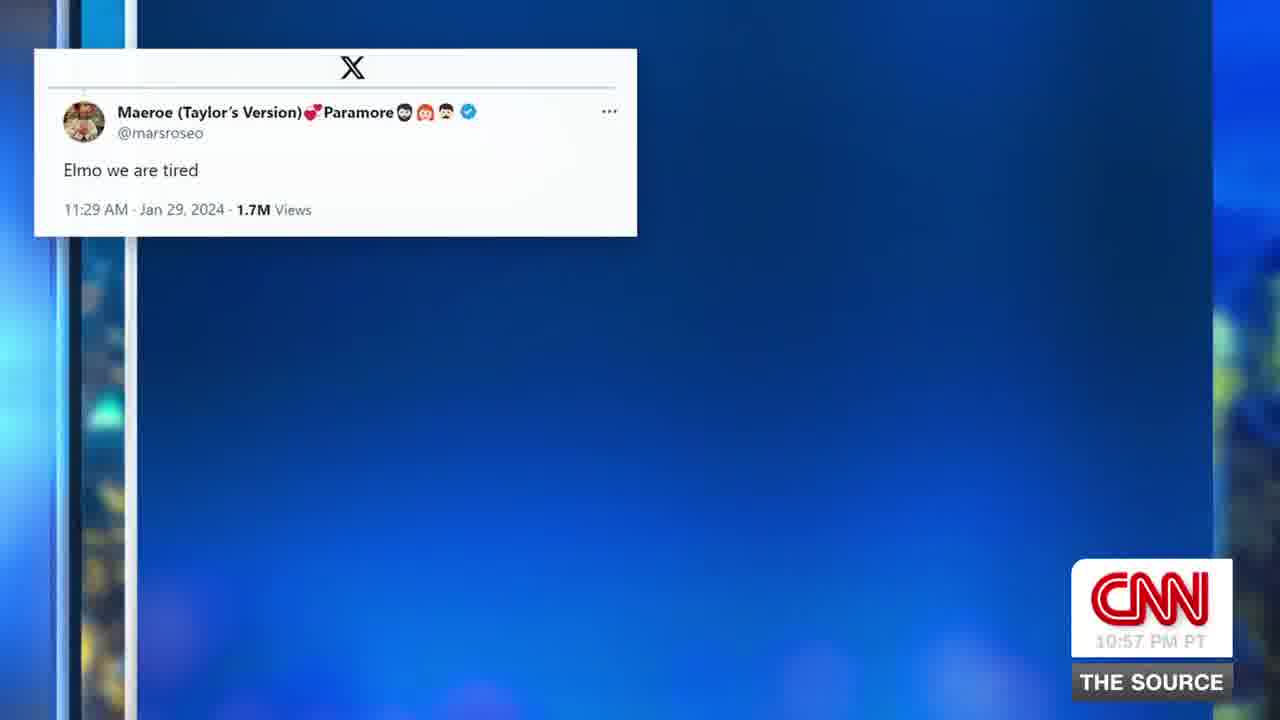 X
Maeroe (Taylor's Version)💞Paramore🧔🏻👩🏻‍🦰👨🏻
@marsroseo
Elmo we are tired
11:29 AM · Jan 29, 2024 · 1.7M Views
CNN
10:57 PM PT
THE SOURCE